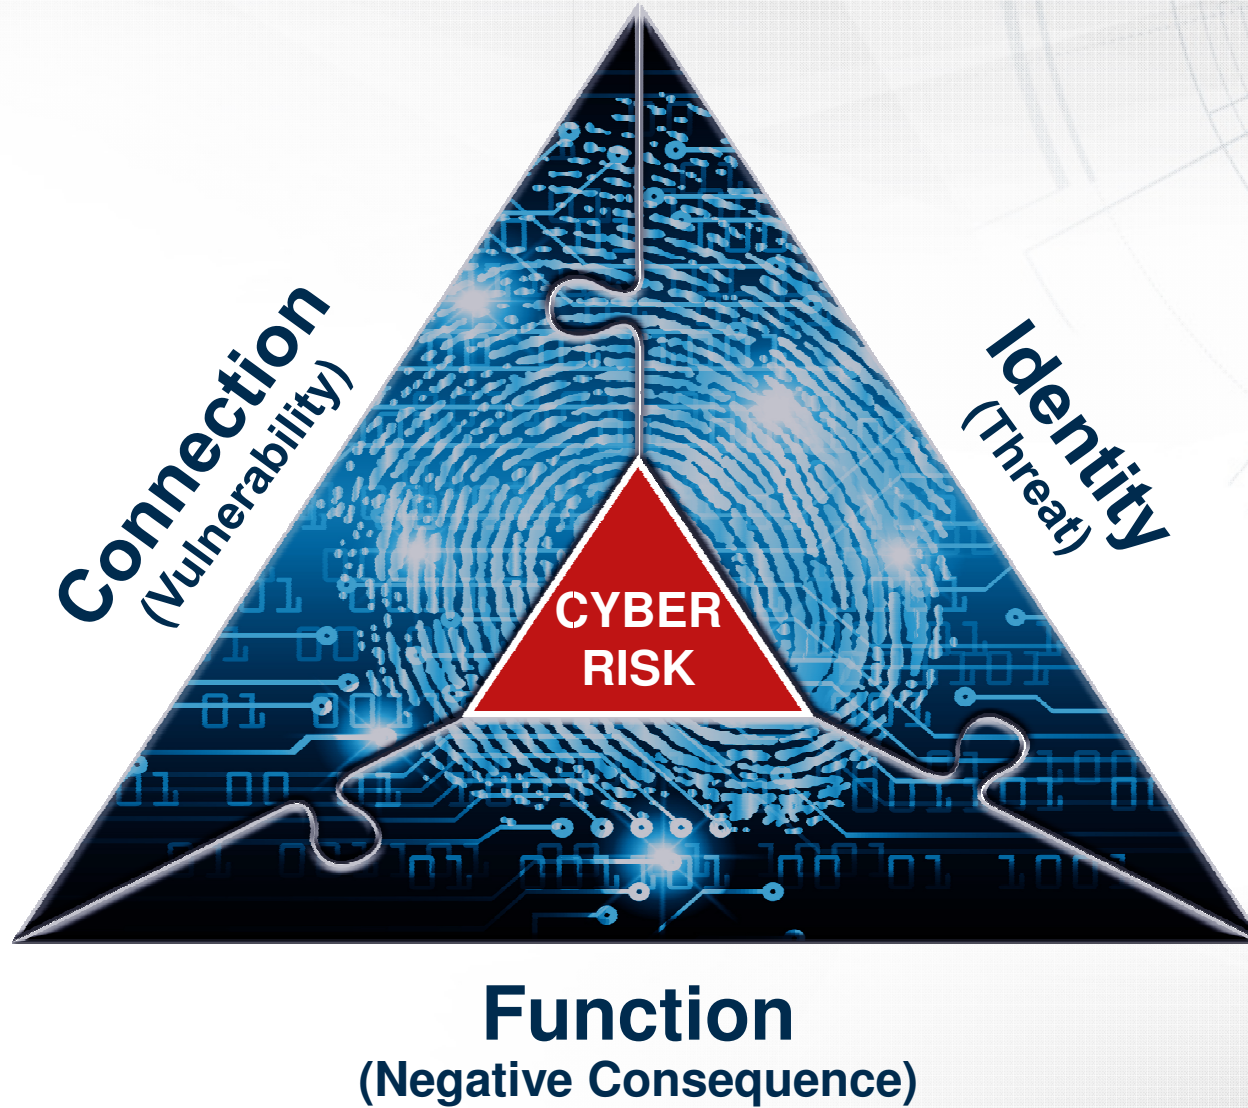 Connection
(Vulnerability)
Identity
(Threat)
CYBER
RISK
Function
(Negative Consequence)